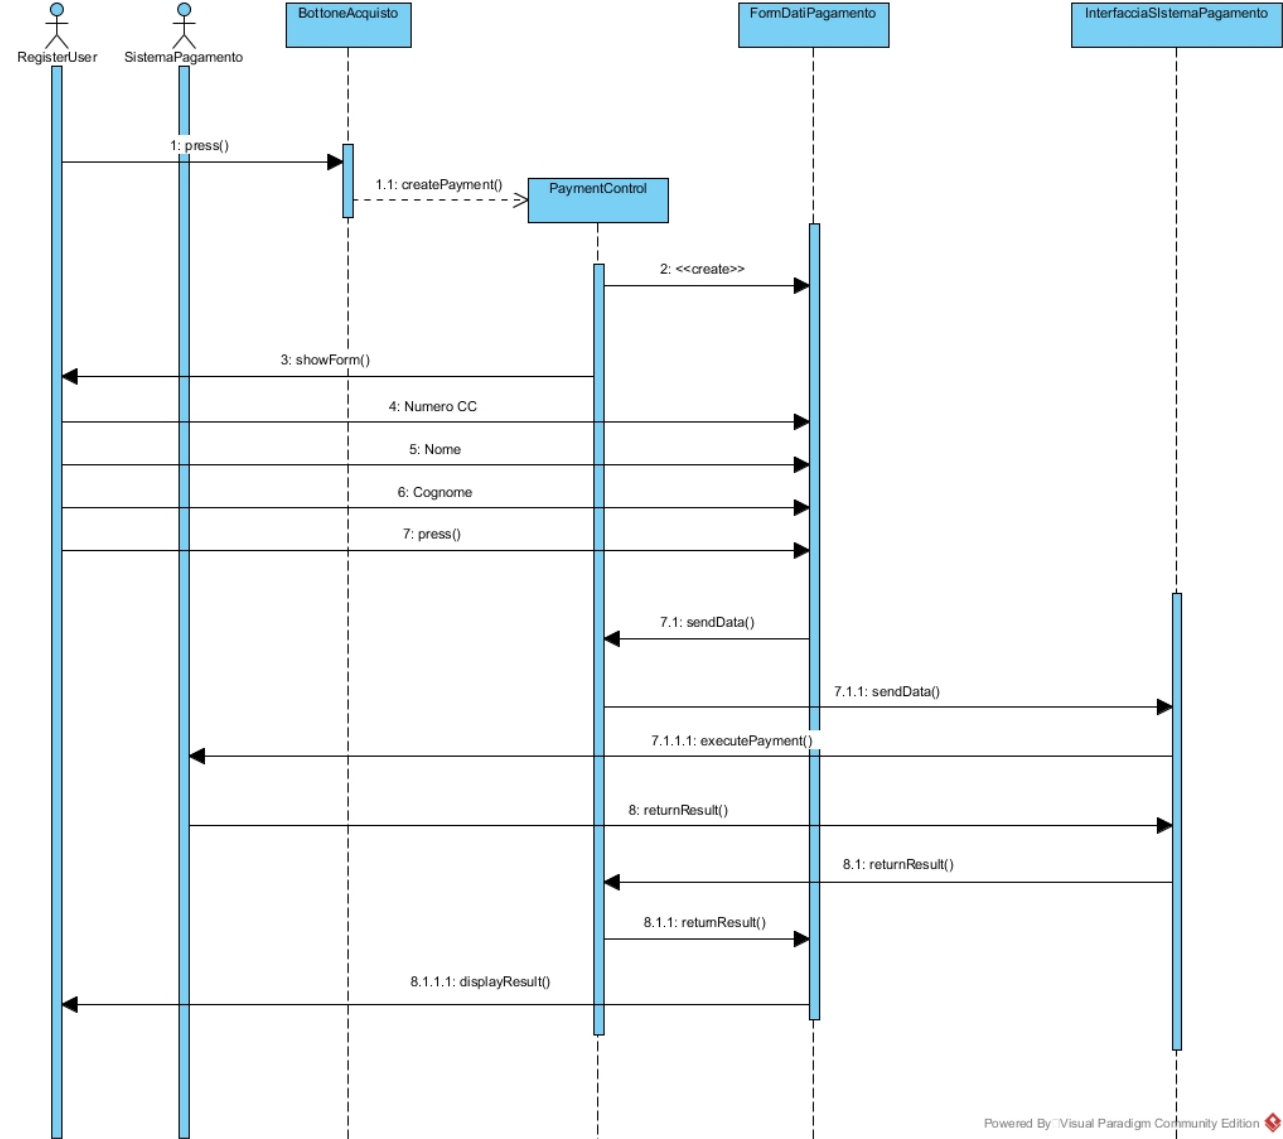 BottoneAcquisto
FormDatiPagamento
InterfacciaSIstemaPagamento
RegisterUser
SistemaPagamento
1: press()
1.1: createPayment()
PaymentControl
2: <<create>>
3: showForm()
4: Numero CC
5: Nome
6: Cognome
7: press()
7.1: sendData()
7.1.1: sendData()
7.1.1.1: executePayment()
8: returnResult()
8.1: returnResult()
8.1.1: returnResult()
8.1.1.1: displayResult()
Powered By Visual Paradigm Community Edition